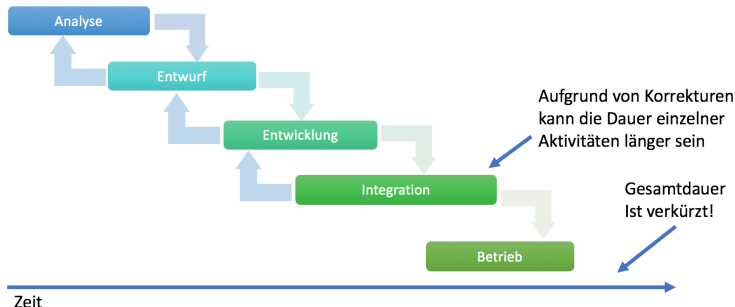 Analyse
Entwurf
Aufgrund von Korrekturen
kann die Dauer einzelner
Aktivitäten länger sein
Entwicklung
Integration
Gesamtdauer
Ist verkürzt!
Betrieb
Zeit